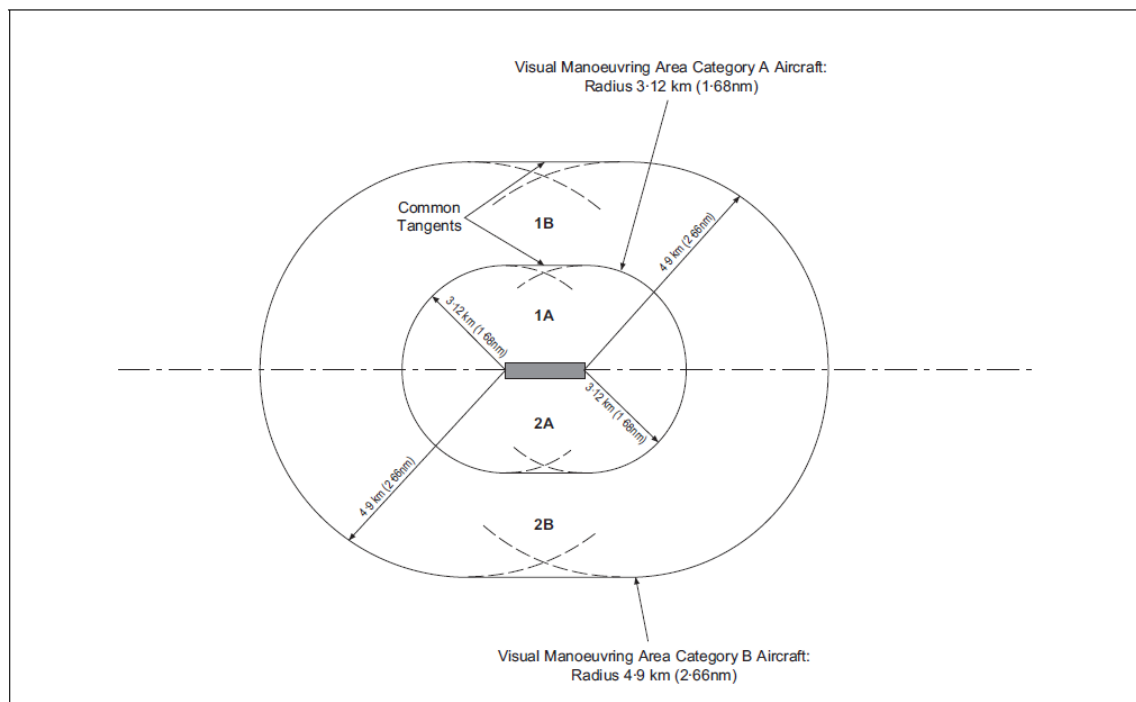 Visual Manoeuvring Area Category A Aircraft:
Radius 3·12 km (1·68nm)
Common
Tangents
1B
4·9 km (2·66nm)
3·12 km (1·68nm)
1A
3·12 km (1·68nm)
2A
4·9 km (2·66nm)
2B
Visual Manoeuvring Area Category B Aircraft:
Radius 4·9 km (2·66nm)